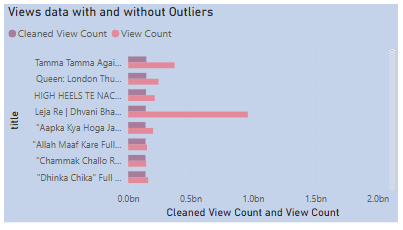 Views data with and without Outliers
Cleaned View Count View Count
title
Tamma Tamma Agai...
Queen: London Thu...
HIGH HEELS TE NAC...
Leja Re | Dhvani Bha...
"Aapka Kya Hoga Ja...
"Allah Maaf Kare Full...
"Chammak Challo R...
"Dhinka Chika" Full ...
0.0bn 0.5bn 1.0bn 1.5bn 2.0bn
Cleaned View Count and View Count